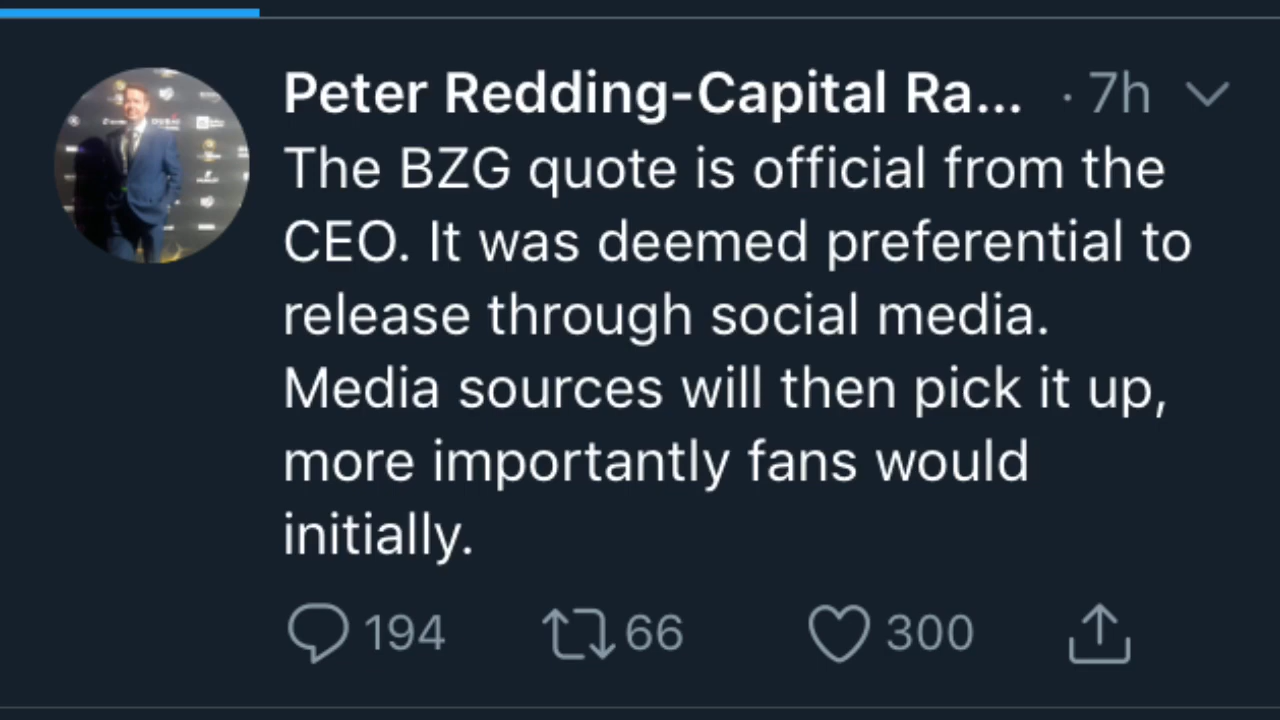 Peter Redding-Capital Ra... · 7h
The BZG quote is official from the
CEO. It was deemed preferential to
release through social media.
Media sources will then pick it up,
more importantly fans would
initially.
194 66 300